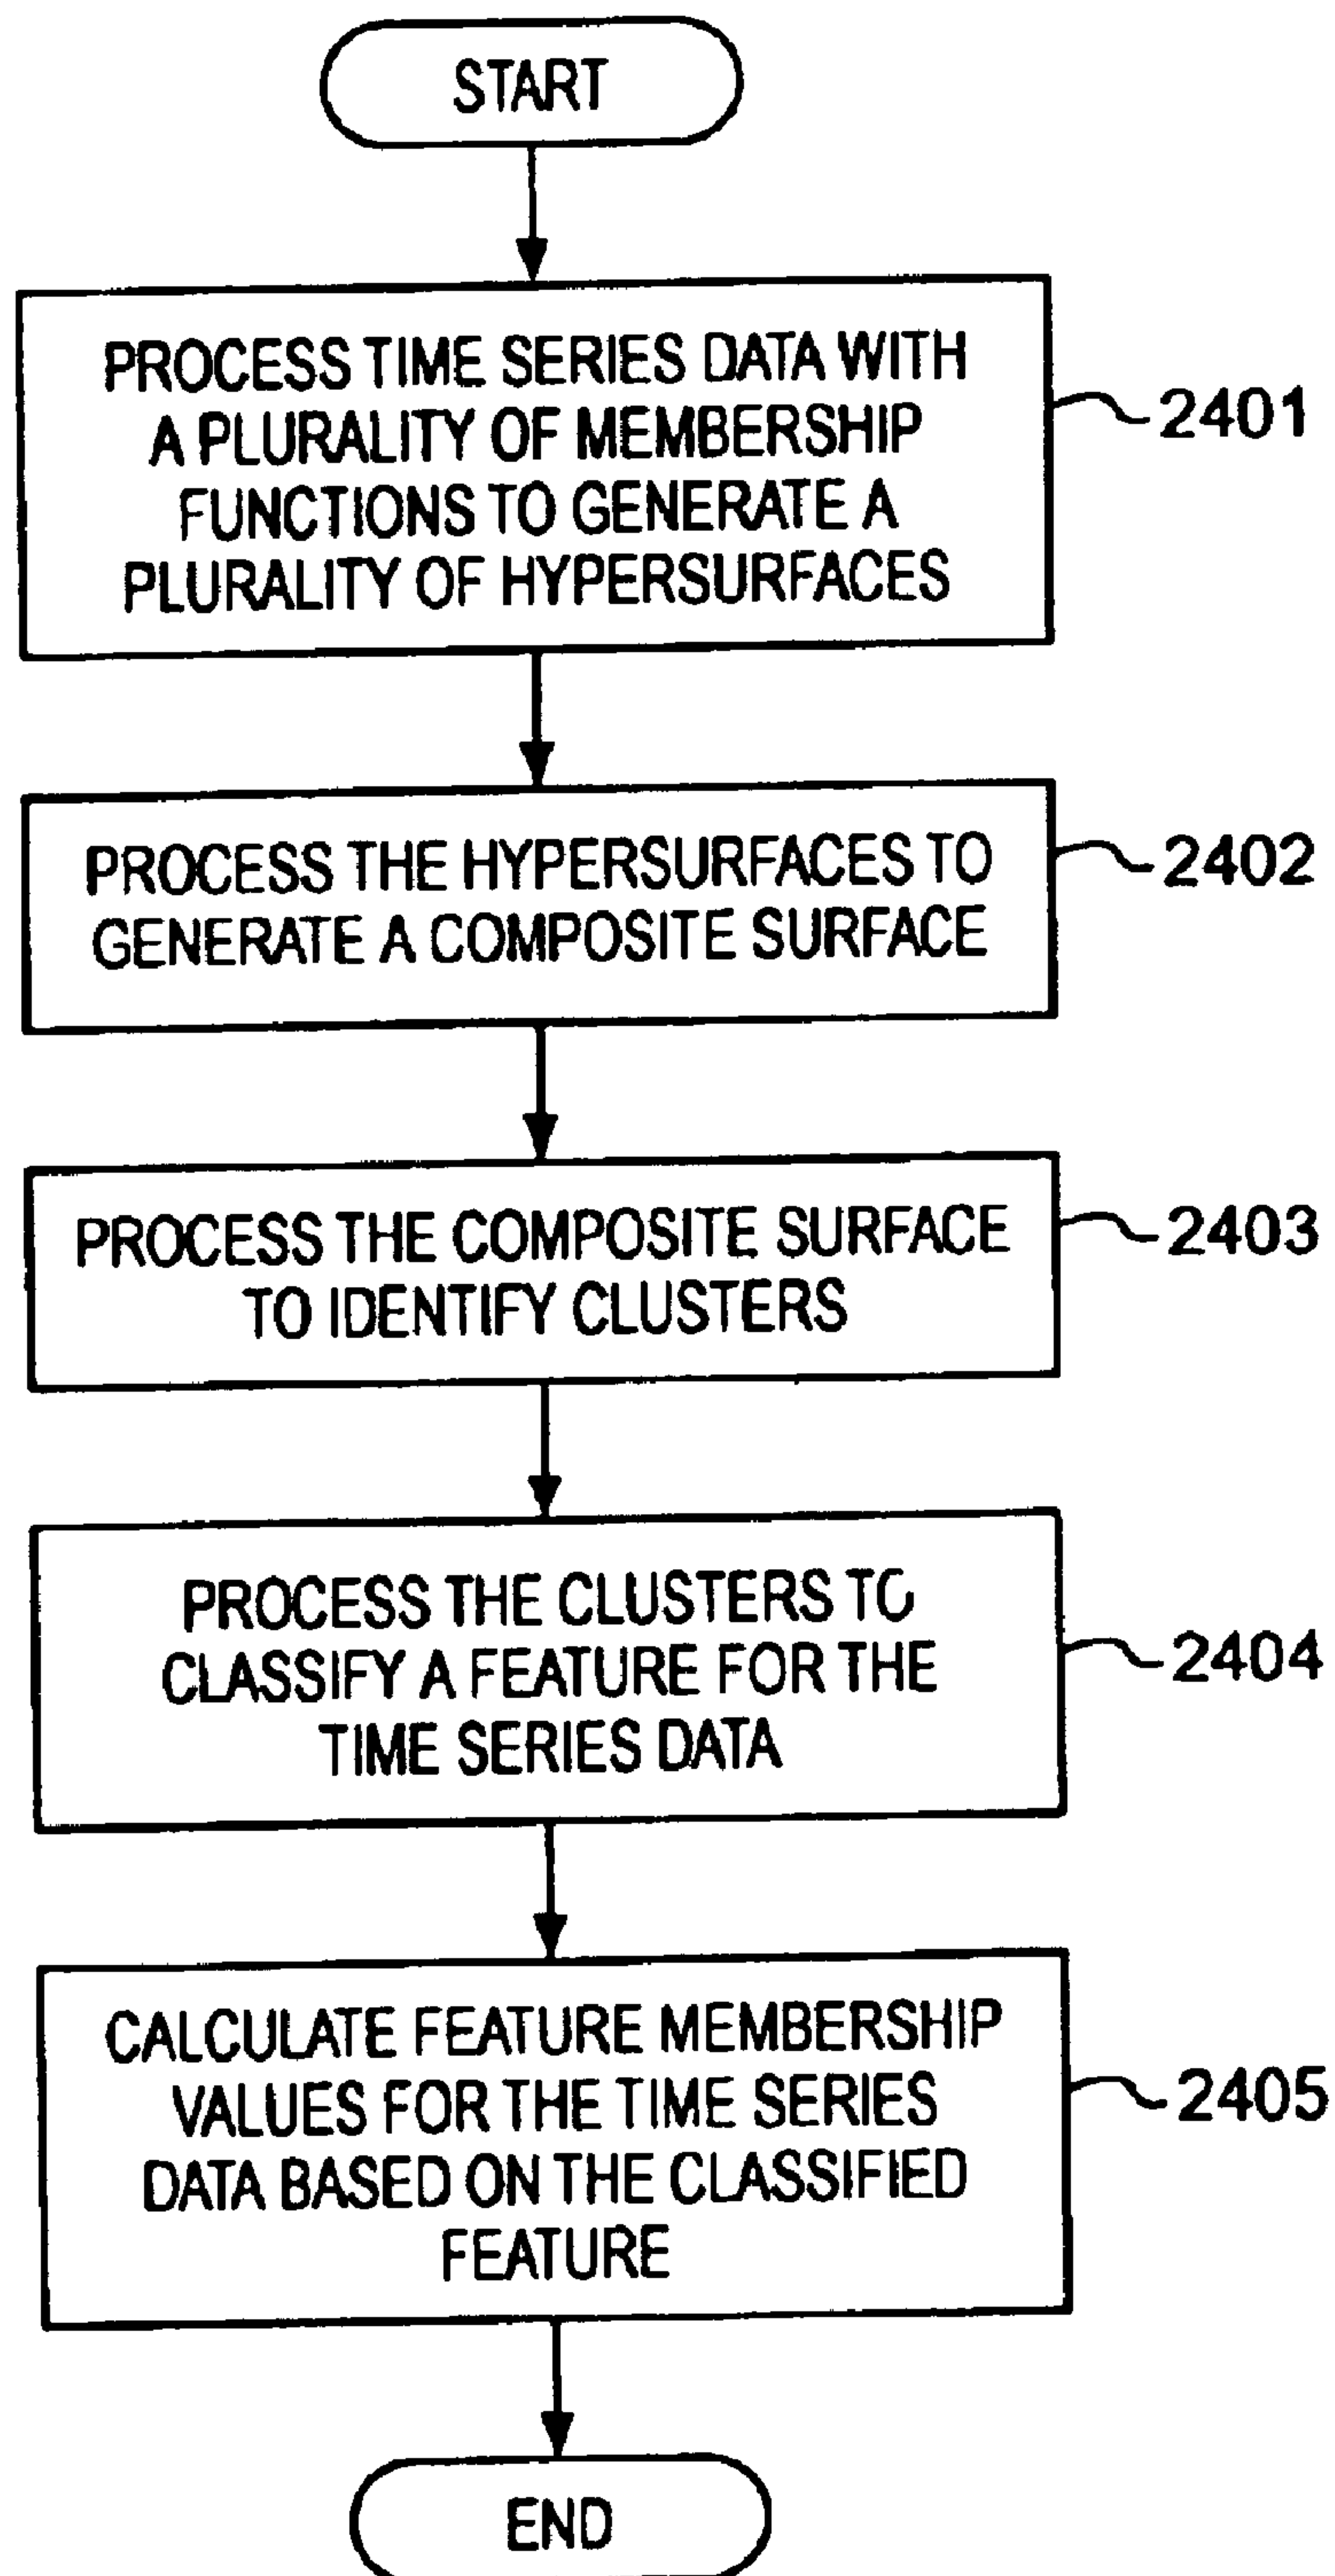 START
PROCESS TIME SERIES DATA WITH
A PLURALITY OF MEMBERSHIP
FUNCTIONS TO GENERATE A
PLURALITY OF HYPERSURFACES
2401
PROCESS THE HYPERSURFACES TO
GENERATE A COMPOSITE SURFACE
2402
PROCESS THE COMPOSITE SURFACE
TO IDENTIFY CLUSTERS
2403
PROCESS THE CLUSTERS TO
CLASSIFY A FEATURE FOR THE
TIME SERIES DATA
2404
CALCULATE FEATURE MEMBERSHIP
VALUES FOR THE TIME SERIES
DATA BASED ON THE CLASSIFIED
FEATURE
2405
END